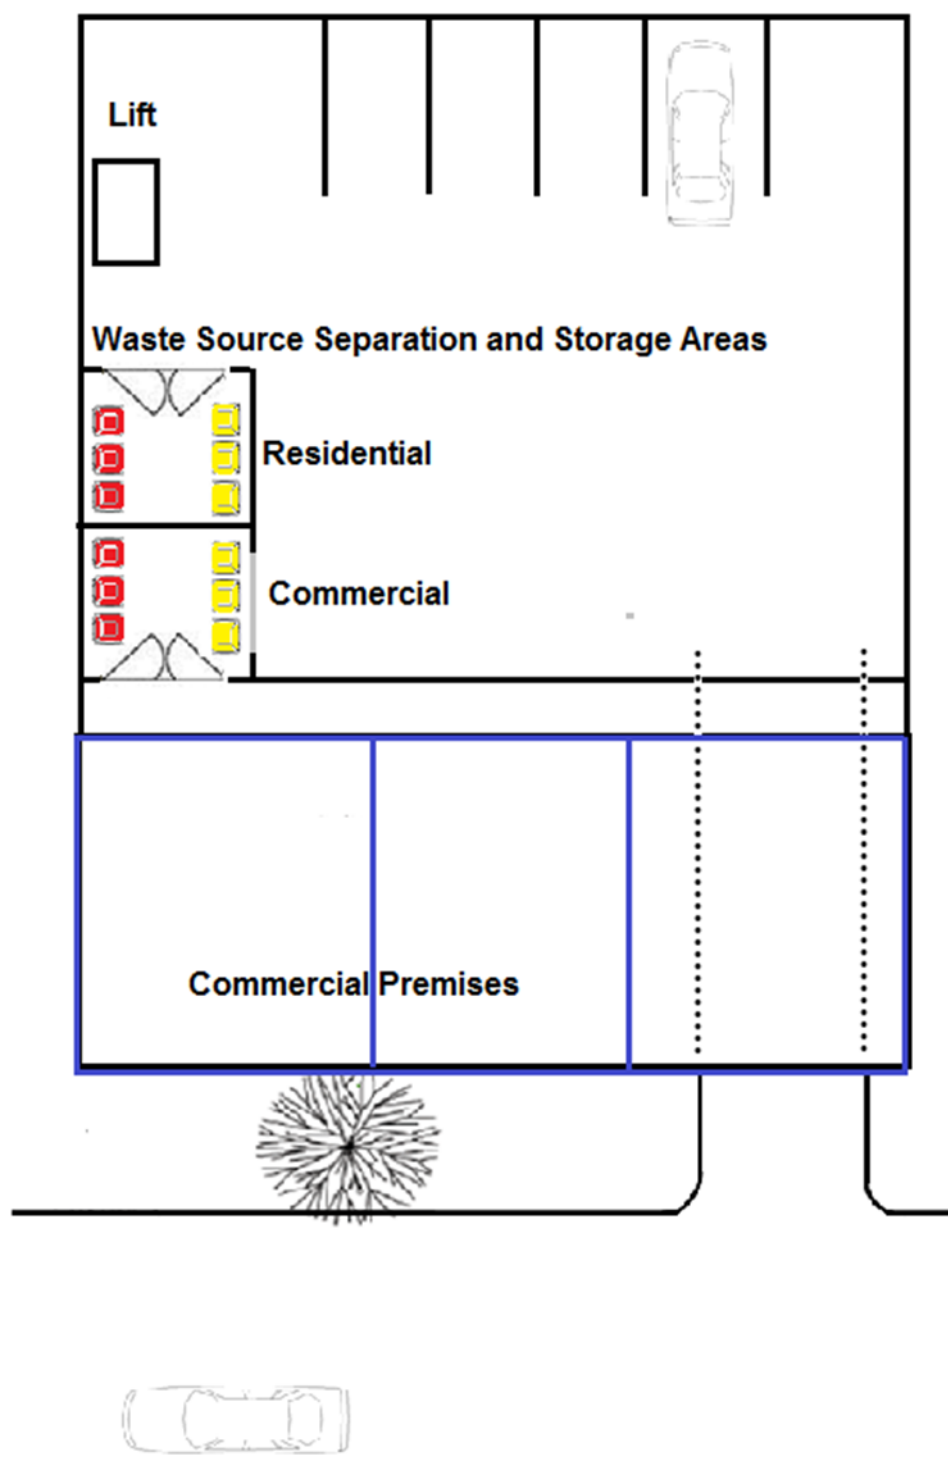 Lift
Waste Source Separation and Storage Areas
Residential
Commercial
Commercial Premises